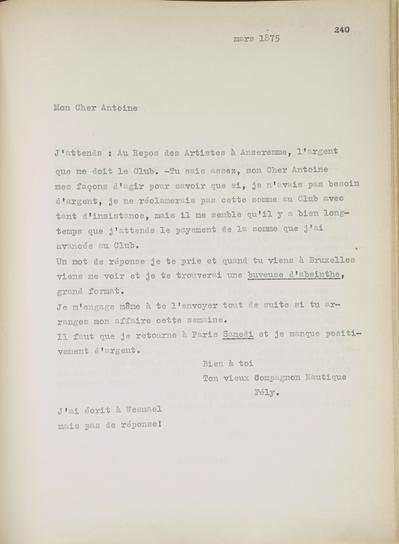 240
mars 1875
Mon Cher Antoine
J'attends : Au Repos des Artistes à Anseremme, l'argent
que me doit le Club. -Tu sais assez, mon Cher Antoine
mes façons d'agir pour savoir que si, je n'avais pas besoin
d'argent, je ne réclamerais pas cette somme au Club avec
tant d'insistance, mais il me semble qu'il y a bien long-
temps que j'attends le payement de la somme que j'ai
avancée au Club.
Un mot de réponse je te prie et quand tu viens à Bruxelles
viens me voir et je te trouverai une buveuse d'absinthe,
grand format.
Je m'engage même à te l'envoyer tout de suite si tu ar-
ranges mon affaire cette semaine.
Il faut que je retourne à Paris Samedi et je manque positi-
vement d'argent.
Bien à toi
Ton vieux Compagnon Nautique
Fély.
J'ai écrit à Wesmael
mais pas de réponse!